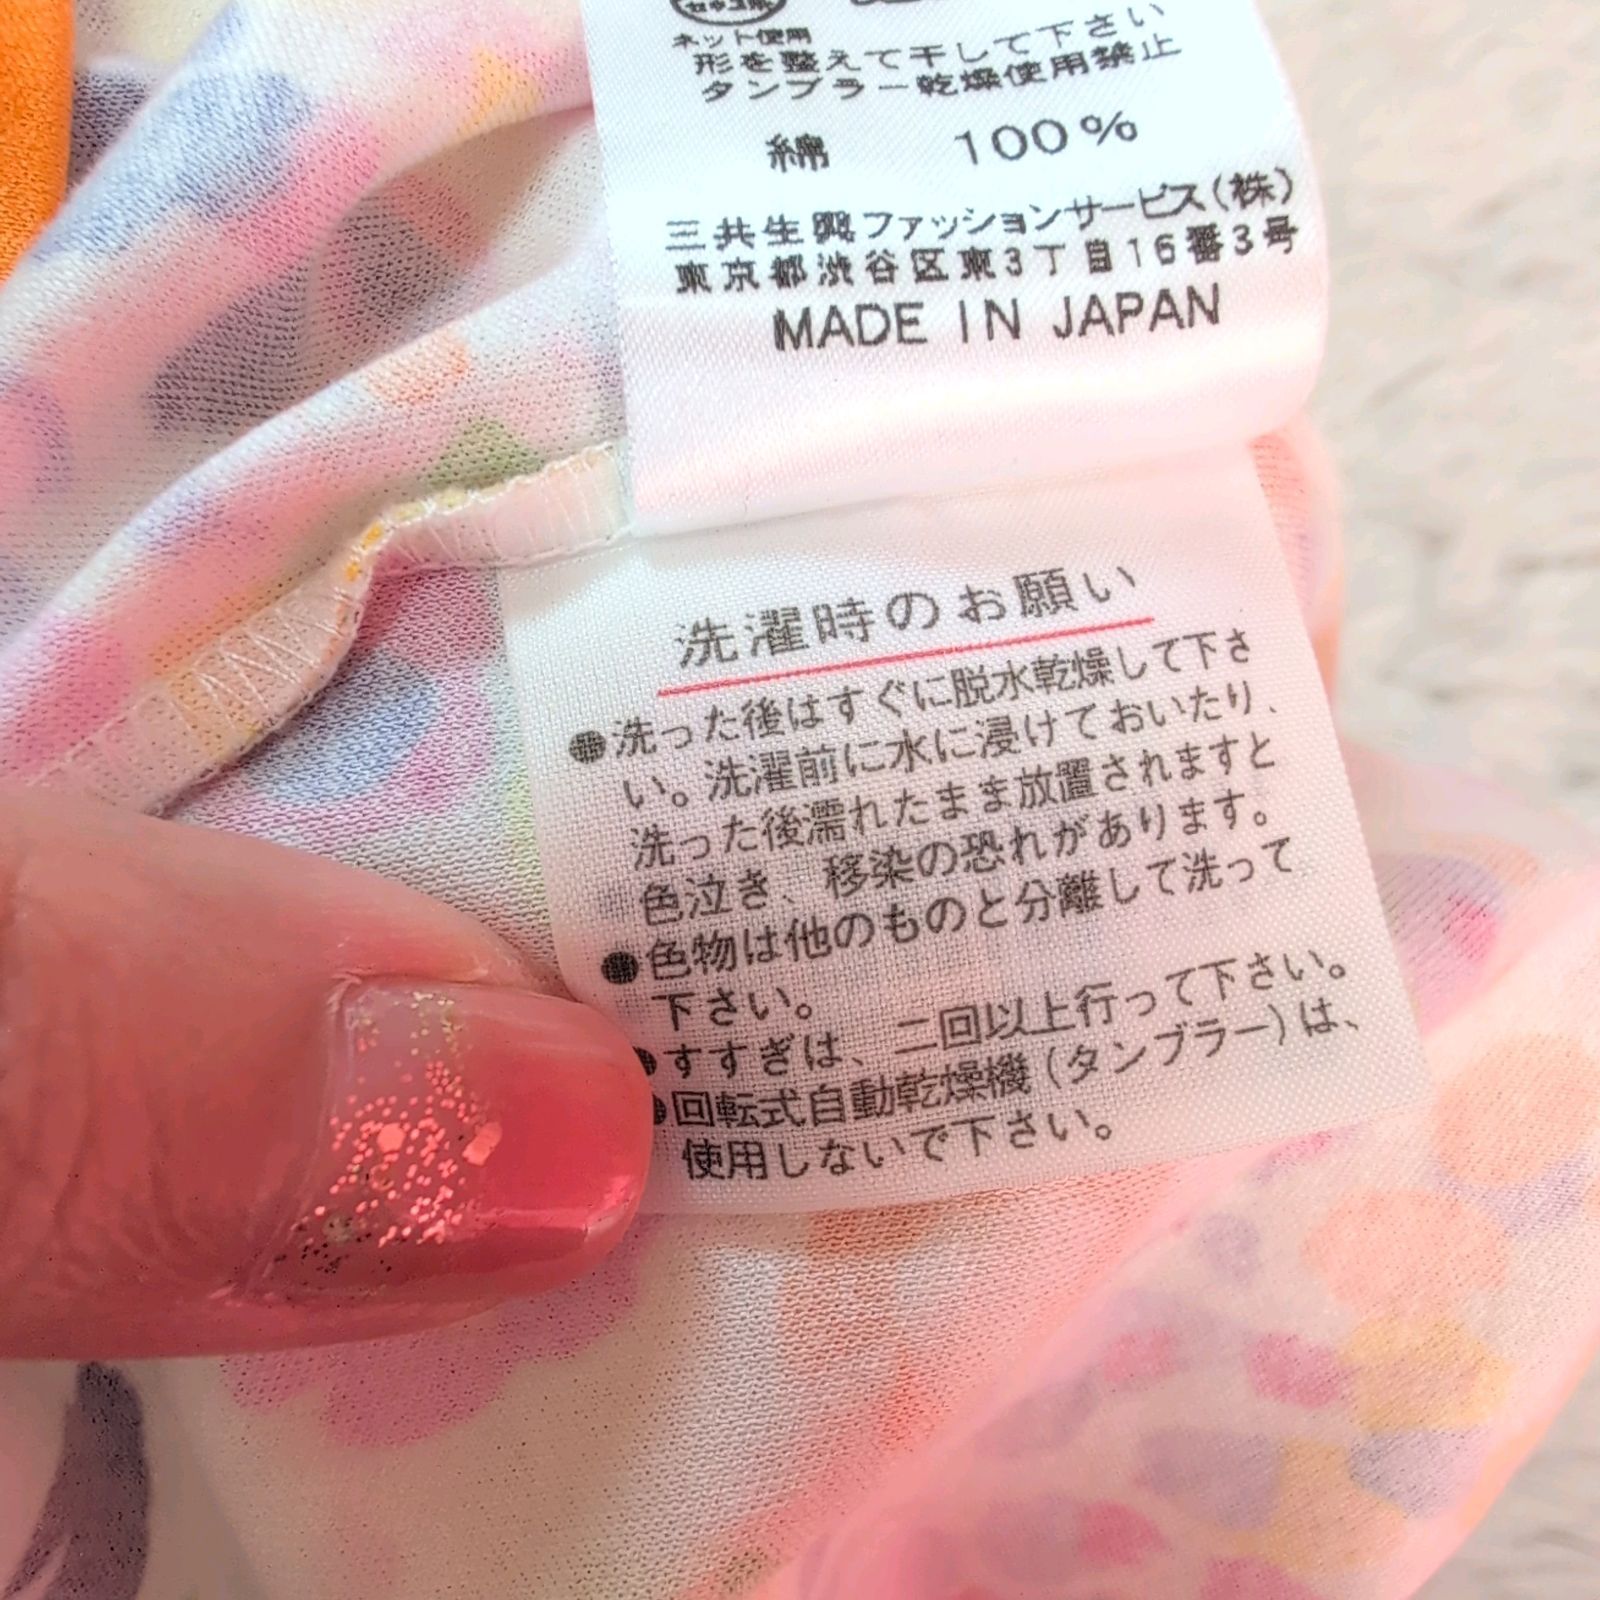 ネット使用
形を整えて干して下さい
タンブラー乾燥使用禁止
綿 100%
三共生興ファッションサービス(株)
東京都渋谷区東3丁目16番3号
MADE IN JAPAN
洗濯時のお願い
●洗った後はすぐに脱水乾燥して下さ
い。洗濯前に水に浸けておいたり、
洗った後濡れたまま放置されますと
色泣き、移染の恐れがあります。
●色物は他のものと分離して洗って
下さい。
●すすぎは、二回以上行って下さい。
●回転式自動乾燥機(タンブラー)は、
使用しないで下さい。